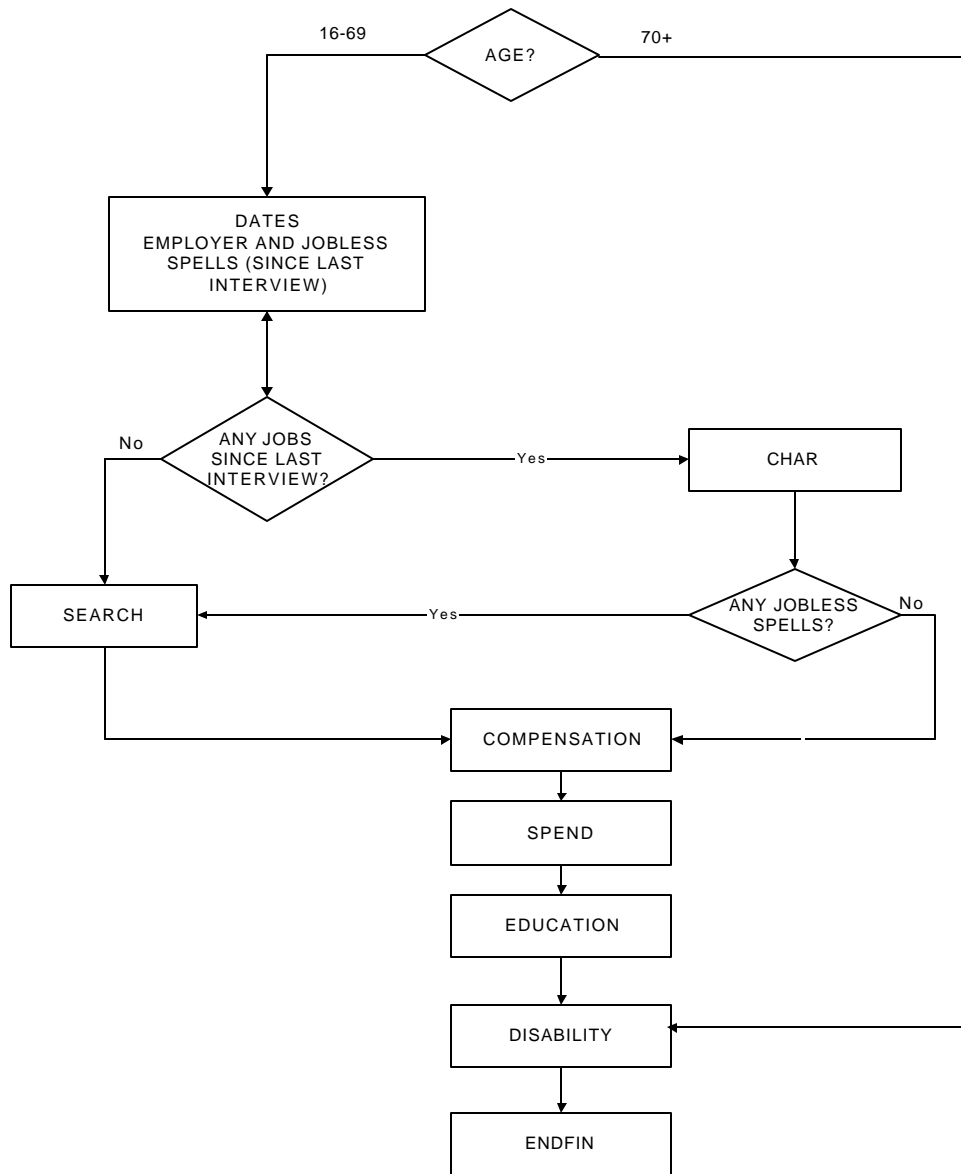 16-69
AGE?
70+
DATES
EMPLOYER AND JOBLESS
SPELLS (SINCE LAST
INTERVIEW)
No
ANY JOBS
SINCE LAST
INTERVIEW?
Yes
CHAR
SEARCH
Yes
ANY JOBLESS
SPELLS?
No
COMPENSATION
SPEND
EDUCATION
DISABILITY
ENDFIN